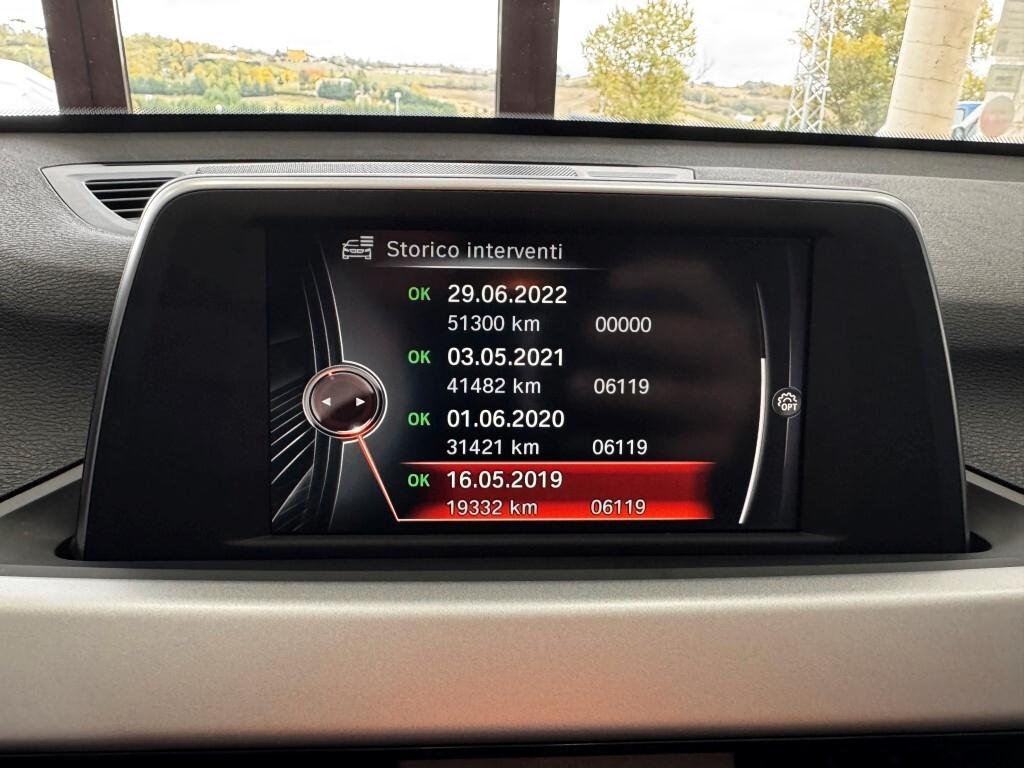 Storico interventi
OK 29.06.2022
51300 km 00000
OK 03.05.2021
41482 km 06119
OK 01.06.2020
31421 km 06119
OK 16.05.2019
19332 km 06119
OPT